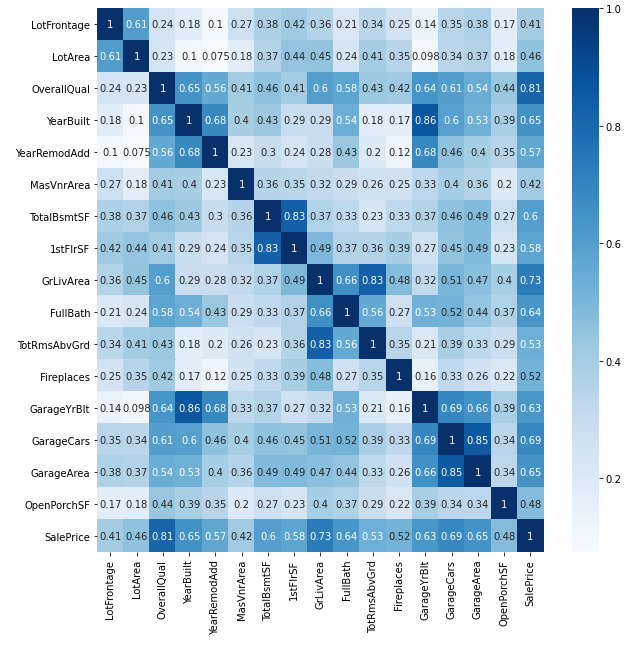 LotFrontage 1 0.61 0.24 0.18 0.1 0.27 0.38 0.42 0.36 0.21 0.34 0.25 0.14 0.35 0.38 0.17 0.41 1.0
LotArea 0.61 1 0.23 0.1 0.075 0.18 0.37 0.44 0.45 0.24 0.41 0.35 0.098 0.34 0.37 0.18 0.46
OverallQual 0.24 0.23 1 0.65 0.56 0.41 0.46 0.41 0.6 0.58 0.43 0.42 0.64 0.61 0.54 0.44 0.81
YearBuilt 0.18 0.1 0.65 1 0.68 0.4 0.43 0.29 0.29 0.54 0.18 0.17 0.86 0.6 0.53 0.39 0.65 0.8
YearRemodAdd 0.1 0.075 0.56 0.68 1 0.23 0.3 0.24 0.28 0.43 0.2 0.12 0.68 0.46 0.4 0.35 0.57
MasVnrArea 0.27 0.18 0.41 0.4 0.23 1 0.36 0.35 0.32 0.29 0.26 0.25 0.33 0.4 0.36 0.2 0.42
TotalBsmtSF 0.38 0.37 0.46 0.43 0.3 0.36 1 0.83 0.37 0.33 0.23 0.33 0.37 0.46 0.49 0.27 0.6
1stFlrSF 0.42 0.44 0.41 0.29 0.24 0.35 0.83 1 0.49 0.37 0.36 0.39 0.27 0.45 0.49 0.23 0.58 0.6
GrLivArea 0.36 0.45 0.6 0.29 0.28 0.32 0.37 0.49 1 0.66 0.83 0.48 0.32 0.51 0.47 0.4 0.73
FullBath 0.21 0.24 0.58 0.54 0.43 0.29 0.33 0.37 0.66 1 0.56 0.27 0.53 0.52 0.44 0.37 0.64
TotRmsAbvGrd 0.34 0.41 0.43 0.18 0.2 0.26 0.23 0.36 0.83 0.56 1 0.35 0.21 0.39 0.33 0.29 0.53
0.4
Fireplaces 0.25 0.35 0.42 0.17 0.12 0.25 0.33 0.39 0.48 0.27 0.35 1 0.16 0.33 0.26 0.22 0.52
GarageYrBlt 0.14 0.098 0.64 0.86 0.68 0.33 0.37 0.27 0.32 0.53 0.21 0.16 1 0.69 0.66 0.39 0.63
GarageCars 0.35 0.34 0.61 0.6 0.46 0.4 0.46 0.45 0.51 0.52 0.39 0.33 0.69 1 0.85 0.34 0.69
GarageArea 0.38 0.37 0.54 0.53 0.4 0.36 0.49 0.49 0.47 0.44 0.33 0.26 0.66 0.85 1 0.34 0.65 0.2
OpenPorchSF 0.17 0.18 0.44 0.39 0.35 0.2 0.27 0.23 0.4 0.37 0.29 0.22 0.39 0.34 0.34 1 0.48
SalePrice 0.41 0.46 0.81 0.65 0.57 0.42 0.6 0.58 0.73 0.64 0.53 0.52 0.63 0.69 0.65 0.48 1
LotFrontage
LotArea
OverallQual
YearBuilt
YearRemodAdd
MasVnrArea
TotalBsmtSF
1stFlrSF
GrLivArea
FullBath
TotRmsAbvGrd
Fireplaces
GarageYrBlt
GarageCars
GarageArea
OpenPorchSF
SalePrice